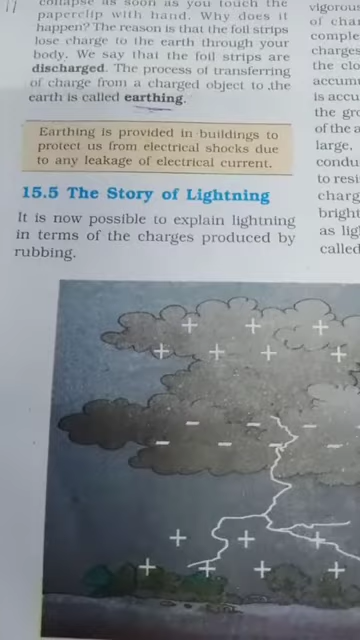 collapse as soon as you touch the
paperclip with hand. Why does it
happen? The reason is that the foil strips
lose charge to the earth through your
body. We say that the foil strips are
discharged. The process of transferring
of charge from a charged object to the
earth is called earthing.
Earthing is provided in buildings to
protect us from electrical shocks due
to any leakage of electrical current.
15.5 The Story of Lightning
It is now possible to explain lightning
in terms of the charges produced by
rubbing.
vigorous
of char
comple
charges
the clo
accum
is accu
the gro
of the a
large.
condu
to resi
charg
bright
as lig
called
+ + +
+ + + +
- - -
- - -
+ + +
+ + + +